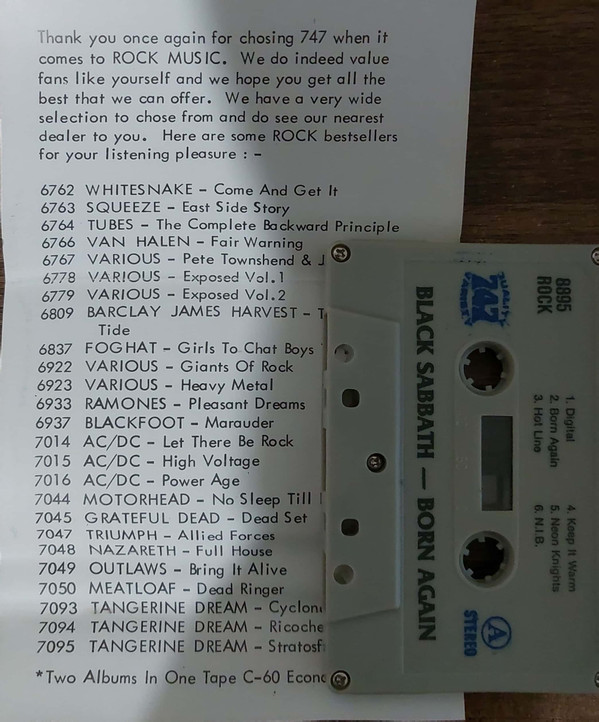 Thank you once again for chosing 747 when it
comes to ROCK MUSIC. We do indeed value
fans like yourself and we hope you get all the
best that we can offer. We have a very wide
selection to chose from and do see our nearest
dealer to you. Here are some ROCK bestsellers
for your listening pleasure : -
6762 WHITESNAKE - Come And Get It
6763 SQUEEZE - East Side Story
6764 TUBES - The Complete Backward Principle
6766 VAN HALEN - Fair Warning
6767 VARIOUS - Pete Townshend & J
6778 VARIOUS - Exposed Vol.1
6779 VARIOUS - Exposed Vol.2
6809 BARCLAY JAMES HARVEST - T
Tide
6837 FOGHAT - Girls To Chat Boys
6922 VARIOUS - Giants Of Rock
6923 VARIOUS - Heavy Metal
6933 RAMONES - Pleasant Dreams
6937 BLACKFOOT - Marauder
7014 AC/DC - Let There Be Rock
7015 AC/DC - High Voltage
7016 AC/DC - Power Age
7044 MOTORHEAD - No Sleep Till
7045 GRATEFUL DEAD - Dead Set
7047 TRIUMPH - Allied Forces
7048 NAZARETH - Full House
7049 OUTLAWS - Bring It Alive
7050 MEATLOAF - Dead Ringer
7093 TANGERINE DREAM - Cyclon
7094 TANGERINE DREAM - Ricoche
7095 TANGERINE DREAM - Stratosf
*Two Albums In One Tape C-60 Econ
8895
ROCK
QUALITY
747
BLACK SABBATH — BORN AGAIN
1. Digital
2. Born Again
3. Hot Line
4. Keep It Warm
5. Neon Knights
6. N.I.B.
A
STEREO